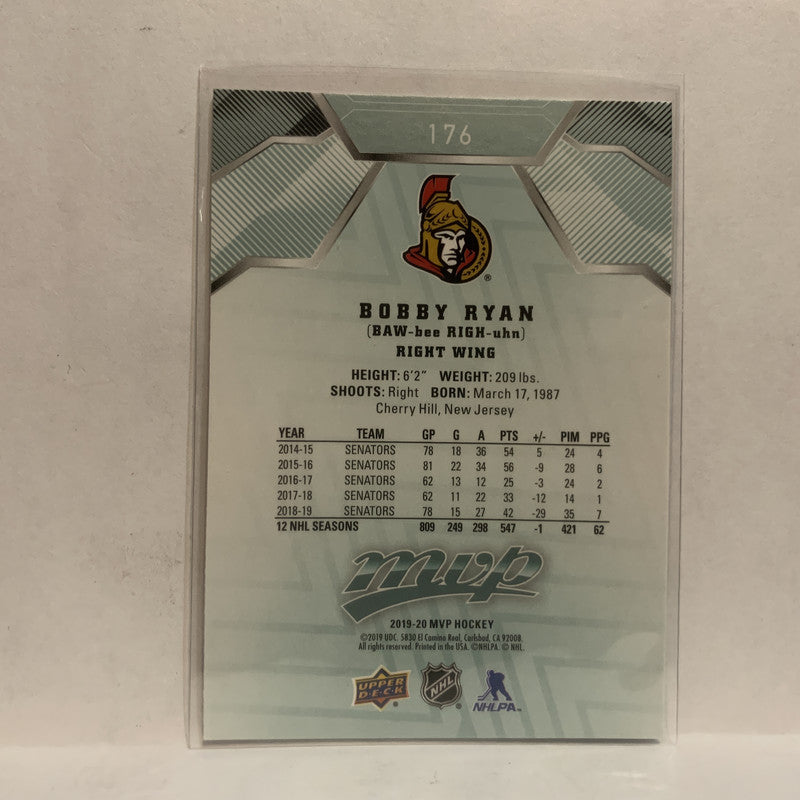 176
BOBBY RYAN
(BAW-bee RIGH-uhn)
RIGHT WING
HEIGHT: 6'2" WEIGHT: 209 lbs.
SHOOTS: Right BORN: March 17, 1987
Cherry Hill, New Jersey
YEAR TEAM GP G A PTS +/- PIM PPG
2014-15 SENATORS 78 18 36 54 5 24 4
2015-16 SENATORS 81 22 34 56 -9 28 6
2016-17 SENATORS 62 13 12 25 -3 24 2
2017-18 SENATORS 62 11 22 33 -12 14 1
2018-19 SENATORS 78 15 27 42 -29 35 7
12 NHL SEASONS 809 249 298 547 -1 421 62
mvp
2019-20 MVP HOCKEY
©2019 UDC. 5830 El Camino Real, Carlsbad, CA 92008.
All rights reserved. Printed in the USA. ©NHLPA. © NHL.
UPPER DECK NHL NHLPA